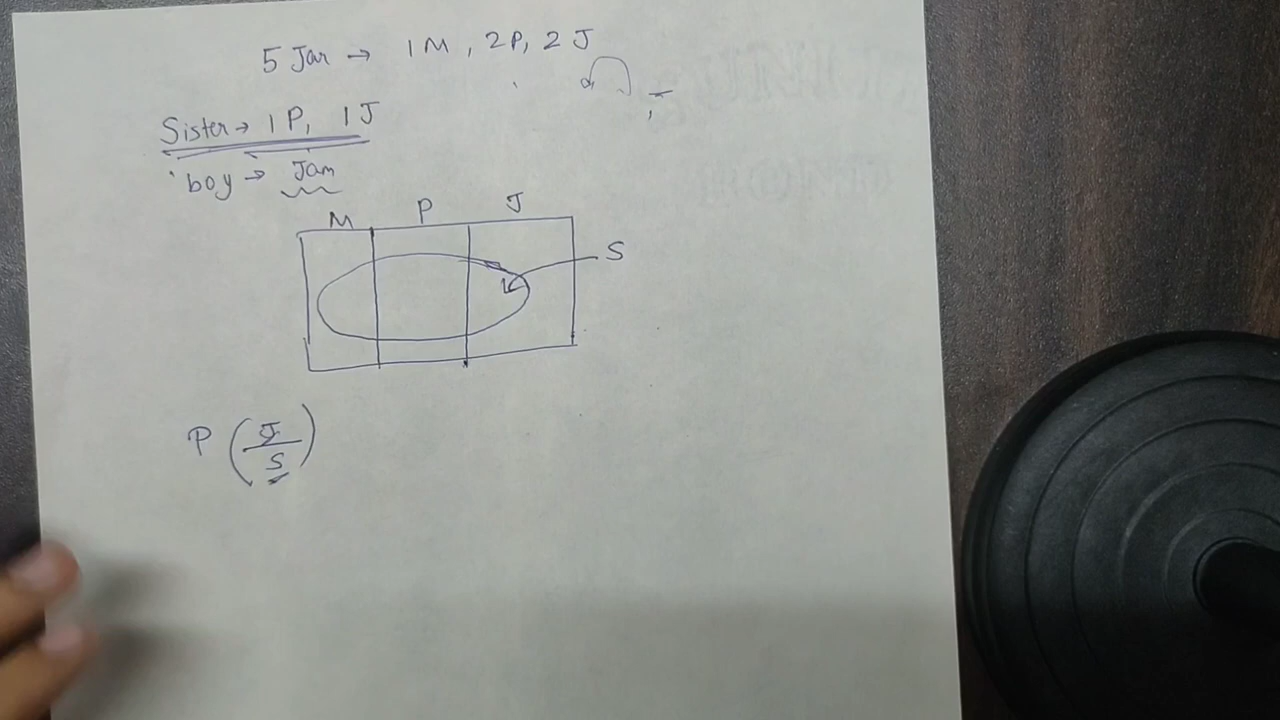 5 Jar → 1M, 2P, 2J
Sister → 1P, 1J
boy → Jam
M P J
S
P (J/S)